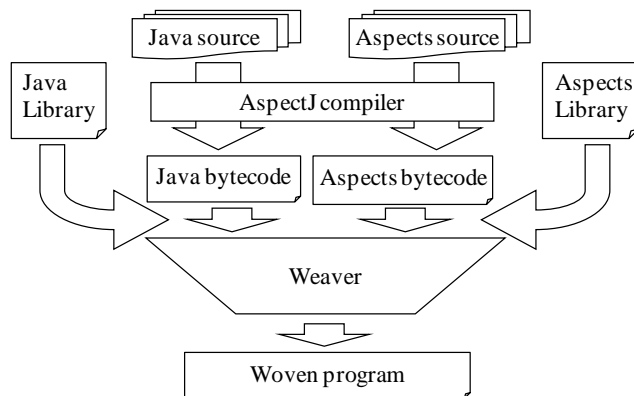 Java source
Aspects source
Java
Library
AspectJ compiler
Aspects
Library
Java bytecode
Aspects bytecode
Weaver
Woven program